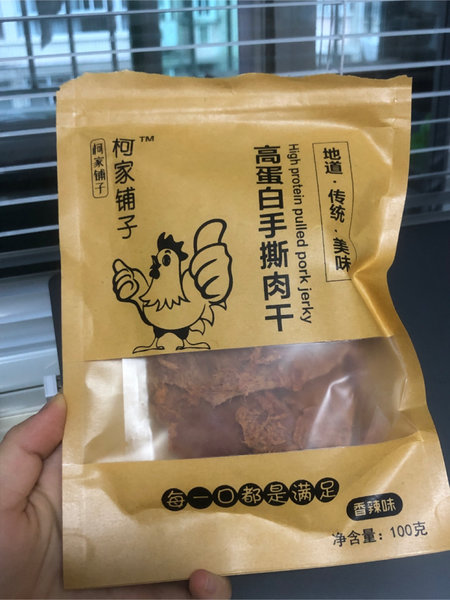 柯家铺子™
柯家铺子
高蛋白手撕肉干
High protein pulled pork jerky
地道·传统·美味
每一口都是满足
香辣味
净含量：100克